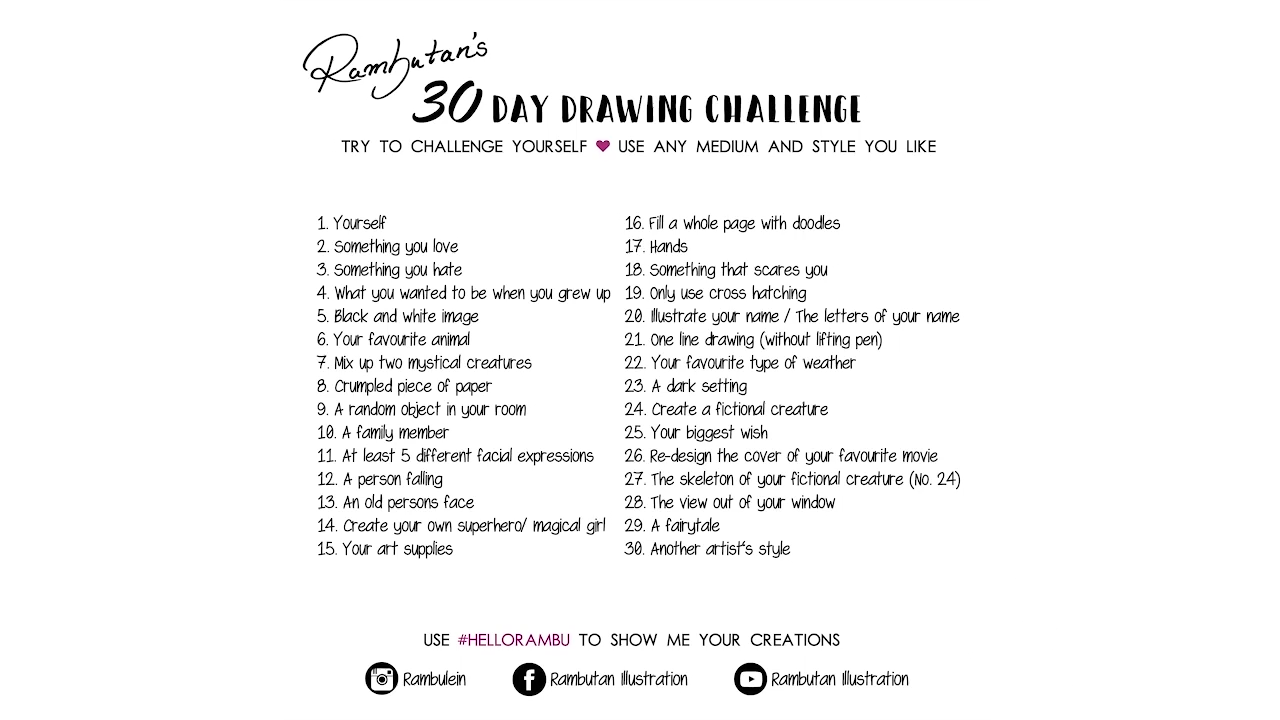 Rambutan's
30 DAY DRAWING CHALLENGE
TRY TO CHALLENGE YOURSELF ♥ USE ANY MEDIUM AND STYLE YOU LIKE
1. Yourself
2. Something you love
3. Something you hate
4. What you wanted to be when you grew up
5. Black and white image
6. Your favourite animal
7. Mix up two mystical creatures
8. Crumpled piece of paper
9. A random object in your room
10. A family member
11. At least 5 different facial expressions
12. A person falling
13. An old persons face
14. Create your own superhero/ magical girl
15. Your art supplies
16. Fill a whole page with doodles
17. Hands
18. Something that scares you
19. Only use cross hatching
20. Illustrate your name / The letters of your name
21. One line drawing (without lifting pen)
22. Your favourite type of weather
23. A dark setting
24. Create a fictional creature
25. Your biggest wish
26. Re-design the cover of your favourite movie
27. The skeleton of your fictional creature (No. 24)
28. The view out of your window
29. A fairytale
30. Another artist's style
USE #HELLORAMBU TO SHOW ME YOUR CREATIONS
Rambulein Rambutan Illustration Rambutan Illustration